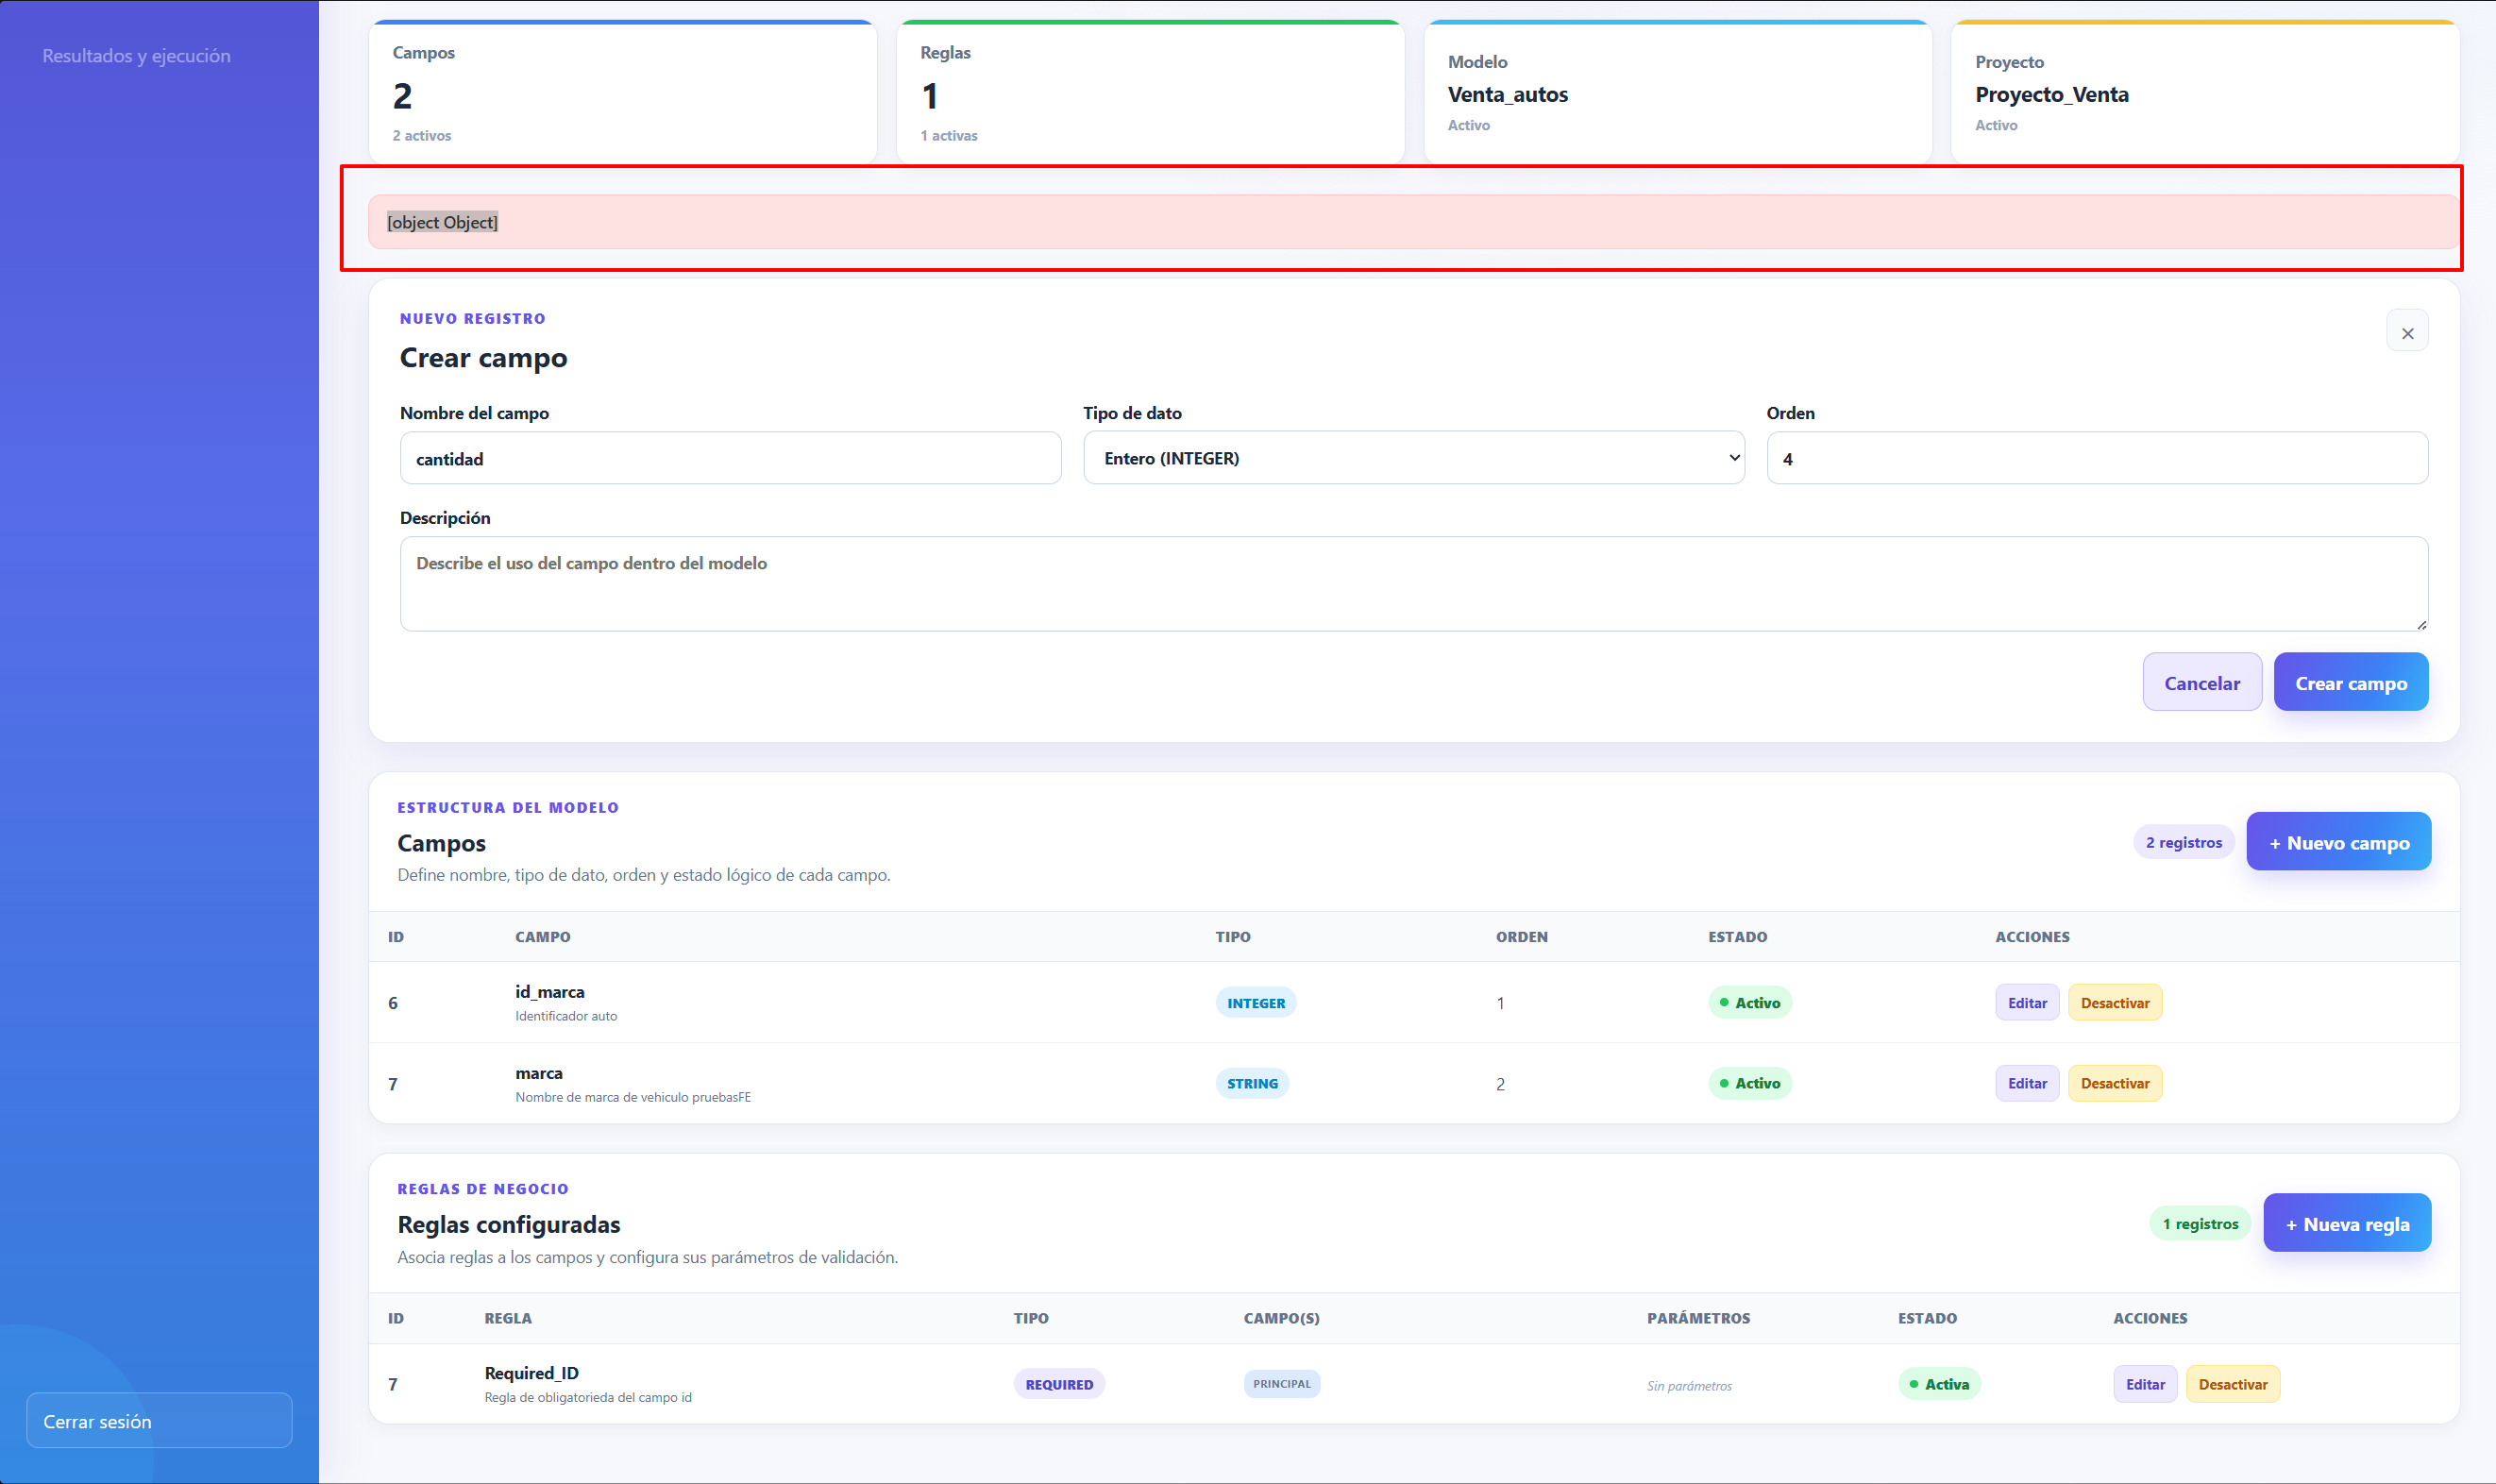 Resultados y ejecución
Campos
2
2 activos
Reglas
1
1 activas
Modelo
Venta_autos
Activo
Proyecto
Proyecto_Venta
Activo
[object Object]
NUEVO REGISTRO
Crear campo
×
Nombre del campo
cantidad
Tipo de dato
Entero (INTEGER)
Orden
4
Descripción
Describe el uso del campo dentro del modelo
Cancelar
Crear campo
ESTRUCTURA DEL MODELO
Campos
Define nombre, tipo de dato, orden y estado lógico de cada campo.
2 registros
+ Nuevo campo
ID CAMPO TIPO ORDEN ESTADO ACCIONES
6 id_marca INTEGER 1 Activo Editar Desactivar
Identificador auto
7 marca STRING 2 Activo Editar Desactivar
Nombre de marca de vehiculo pruebasFE
REGLAS DE NEGOCIO
Reglas configuradas
Asocia reglas a los campos y configura sus parámetros de validación.
1 registros
+ Nueva regla
ID REGLA TIPO CAMPO(S) PARÁMETROS ESTADO ACCIONES
7 Required_ID REQUIRED PRINCIPAL Sin parámetros Activa Editar Desactivar
Regla de obligatorieda del campo id
Cerrar sesión